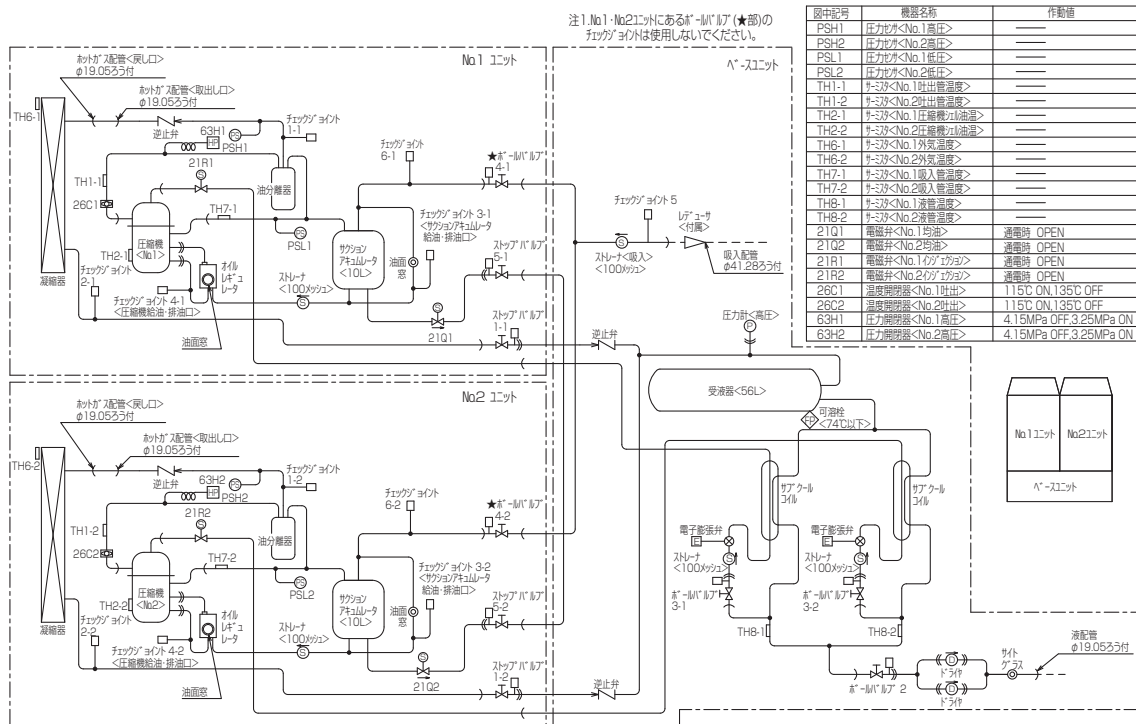 注1.No.1・No.2ユニットにあるボールバルブ(★部)の
チェックジョイントは使用しないでください。
図中記号 機器名称 作動値
PSH1 圧力センサ<No.1高圧> ──
PSH2 圧力センサ<No.2高圧> ──
PSL1 圧力センサ<No.1低圧> ──
PSL2 圧力センサ<No.2低圧> ──
TH1-1 サーミスタ<No.1吐出管温度> ──
TH1-2 サーミスタ<No.2吐出管温度> ──
TH2-1 サーミスタ<No.1圧縮機シェル油温> ──
TH2-2 サーミスタ<No.2圧縮機シェル油温> ──
TH6-1 サーミスタ<No.1外気温度> ──
TH6-2 サーミスタ<No.2外気温度> ──
TH7-1 サーミスタ<No.1吸入管温度> ──
TH7-2 サーミスタ<No.2吸入管温度> ──
TH8-1 サーミスタ<No.1液管温度> ──
TH8-2 サーミスタ<No.2液管温度> ──
21Q1 電磁弁<No.1均油> 通電時 OPEN
21Q2 電磁弁<No.2均油> 通電時 OPEN
21R1 電磁弁<No.1インジェクション> 通電時 OPEN
21R2 電磁弁<No.2インジェクション> 通電時 OPEN
26C1 温度開閉器<No.1吐出> 115℃ ON,135℃ OFF
26C2 温度開閉器<No.2吐出> 115℃ ON,135℃ OFF
63H1 圧力開閉器<No.1高圧> 4.15MPa OFF,3.25MPa ON
63H2 圧力開閉器<No.2高圧> 4.15MPa OFF,3.25MPa ON
No.1 ユニット
ホットガス配管<戻し口>
φ19.05ろう付
ホットガス配管<取出し口>
φ19.05ろう付
TH6-1
逆止弁
63H1
HP
PS
PSH1
チェックジョイント
1-1
21R1
S
TH1-1
26C1
油分離器
TH7-1
PS
PSL1
圧縮機
<No.1>
TH2-1
チェックジョイント
2-1
凝縮器
オイル
レギュ
レータ
チェックジョイント 4-1
<圧縮機給油・排油口>
油面窓
ストレーナ
<100メッシュ>
S
サクション
アキュムレータ
<10L>
油面
窓
チェックジョイント
6-1
チェックジョイント 3-1
<サクションアキュムレータ
給油・排油口>
S
21Q1
★ボールバルブ
4-1
ストップバルブ
5-1
ストップバルブ
1-1
No.2 ユニット
ホットガス配管<戻し口>
φ19.05ろう付
ホットガス配管<取出し口>
φ19.05ろう付
TH6-2
逆止弁
63H2
HP
PS
PSH2
チェックジョイント
1-2
21R2
S
TH1-2
26C2
油分離器
TH7-2
PS
PSL2
圧縮機
<No.2>
TH2-2
チェックジョイント
2-2
凝縮器
オイル
レギュ
レータ
チェックジョイント 4-2
<圧縮機給油・排油口>
油面窓
ストレーナ
<100メッシュ>
S
サクション
アキュムレータ
<10L>
油面
窓
チェックジョイント
6-2
チェックジョイント 3-2
<サクションアキュムレータ
給油・排油口>
S
21Q2
★ボールバルブ
4-2
ストップバルブ
5-2
ストップバルブ
1-2
ベースユニット
チェックジョイント 5
レデューサ
<付属>
S
ストレーナ<吸入>
<100メッシュ>
吸入配管
φ41.28ろう付
逆止弁
圧力計<高圧>
P
受液器<56L>
FP
可溶栓
<74℃以下>
サブクール
コイル
サブクール
コイル
電子膨張弁
E
ストレーナ
<100メッシュ>
S
ボールバルブ
3-1
電子膨張弁
E
ストレーナ
<100メッシュ>
S
ボールバルブ
3-2
TH8-1
TH8-2
逆止弁
ボールバルブ 2
D
ドライヤ
D
ドライヤ
サイト
グラス
液配管
φ19.05ろう付
No.1ユニット
No.2ユニット
ベースユニット